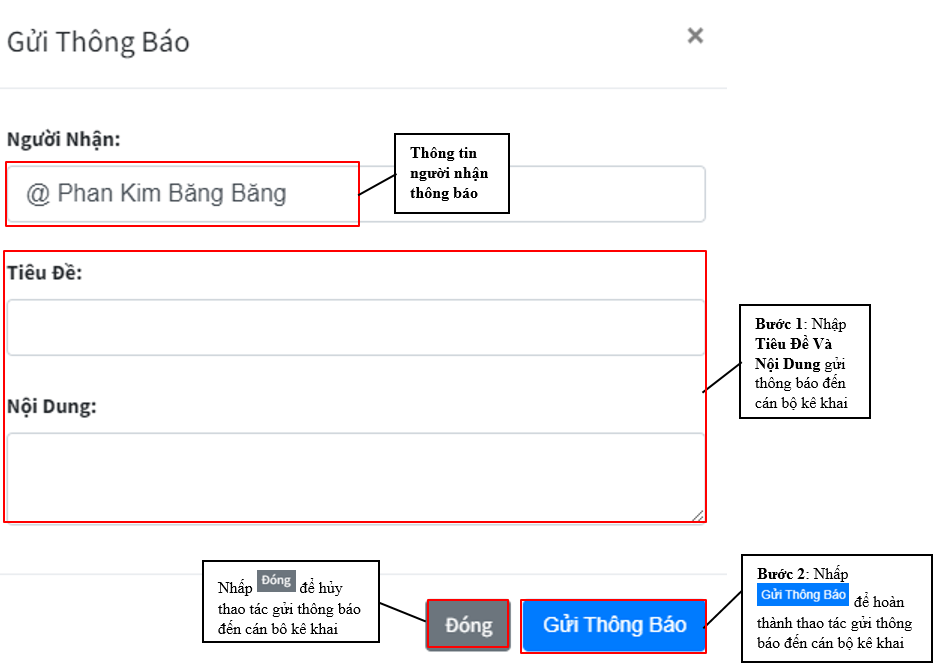 Gửi Thông Báo
×
Người Nhận:
@ Phan Kim Băng Băng
Thông tin
người nhận
thông báo
Tiêu Đề:
Nội Dung:
Bước 1: Nhập
Tiêu Đề Và
Nội Dung gửi
thông báo đến
cán bộ kê khai
Nhấp Đóng để hủy
thao tác gửi thông báo
đến cán bô kê khai
Đóng
Gửi Thông Báo
Bước 2: Nhấp
Gửi Thông Báo để hoàn
thành thao tác gửi thông
báo đến cán bộ kê khai